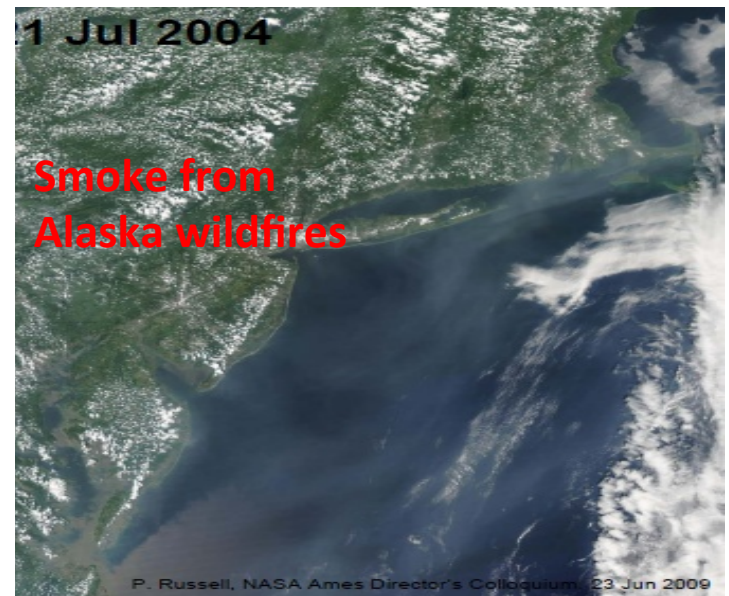 1 Jul 2004
Smoke from
Alaska wildfires
P. Russell, NASA Ames Director's Colloquium, 23 Jun 2009